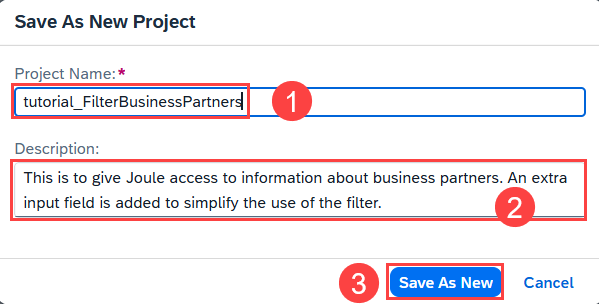 Save As New Project
Project Name:*
tutorial_FilterBusinessPartners
1
Description:
This is to give Joule access to information about business partners. An extra
input field is added to simplify the use of the filter.
2
3
Save As New
Cancel